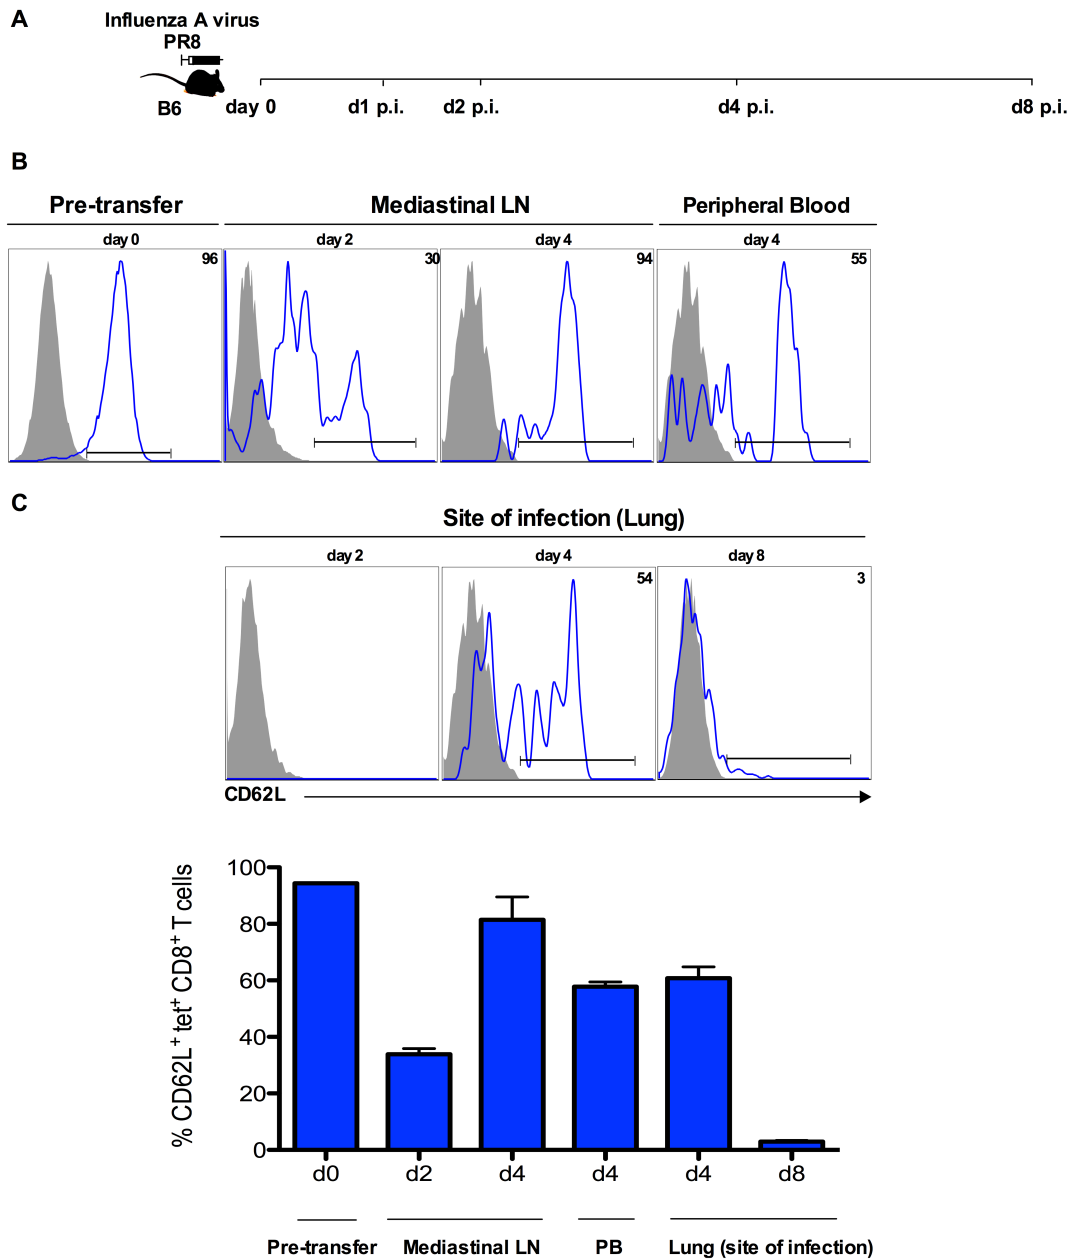 A
Influenza A virus
PR8
B6
day 0
d1 p.i.
d2 p.i.
d4 p.i.
d8 p.i.
B
Pre-transfer
Mediastinal LN
Peripheral Blood
day 0
day 2
day 4
day 4
96
30
94
55
C
Site of infection (Lung)
day 2
day 4
day 8
54
3
CD62L
% CD62L⁺ tet⁺ CD8⁺ T cells
100
80
60
40
20
0
d0
d2
d4
d4
d4
d8
Pre-transfer
Mediastinal LN
PB
Lung (site of infection)